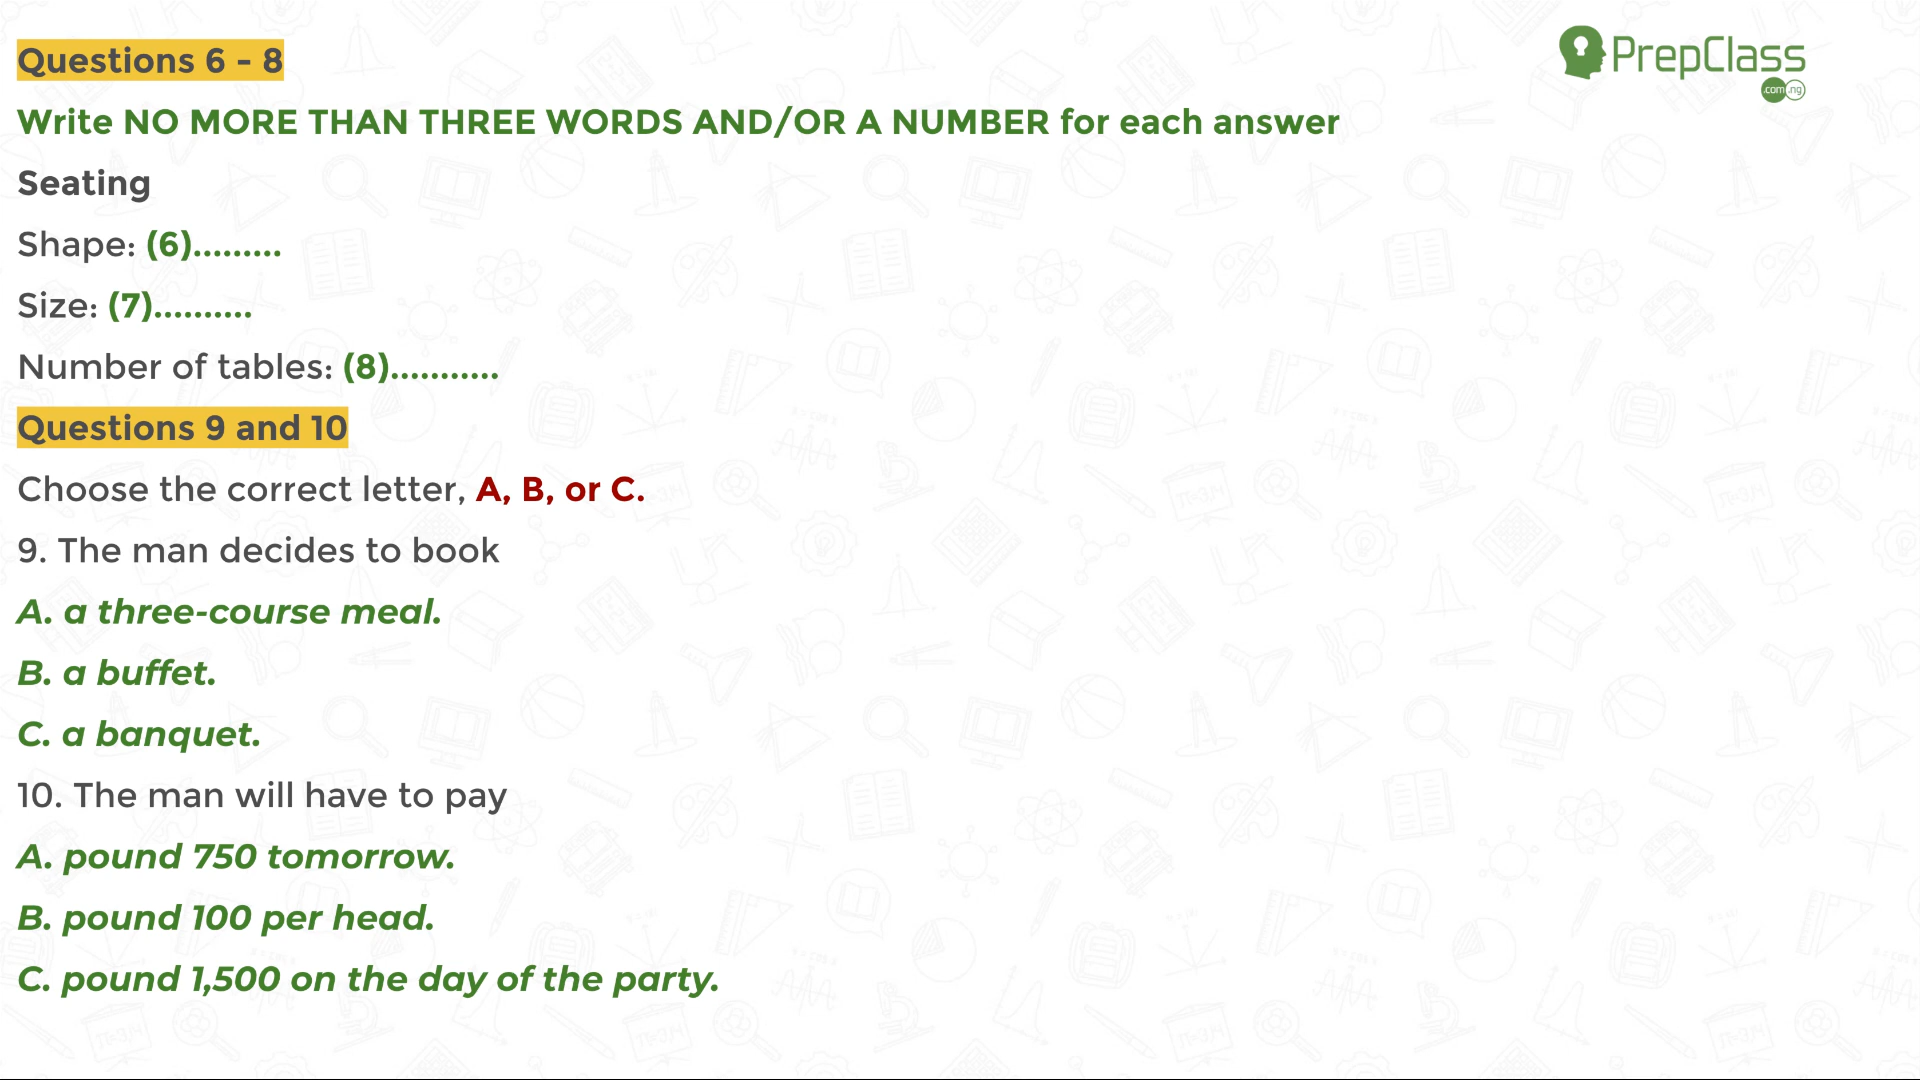 Questions 6 - 8
PrepClass
.com .ng
Write NO MORE THAN THREE WORDS AND/OR A NUMBER for each answer
Seating
Shape: (6).........
Size: (7)..........
Number of tables: (8)...........
Questions 9 and 10
Choose the correct letter, A, B, or C.
9. The man decides to book
A. a three-course meal.
B. a buffet.
C. a banquet.
10. The man will have to pay
A. pound 750 tomorrow.
B. pound 100 per head.
C. pound 1,500 on the day of the party.